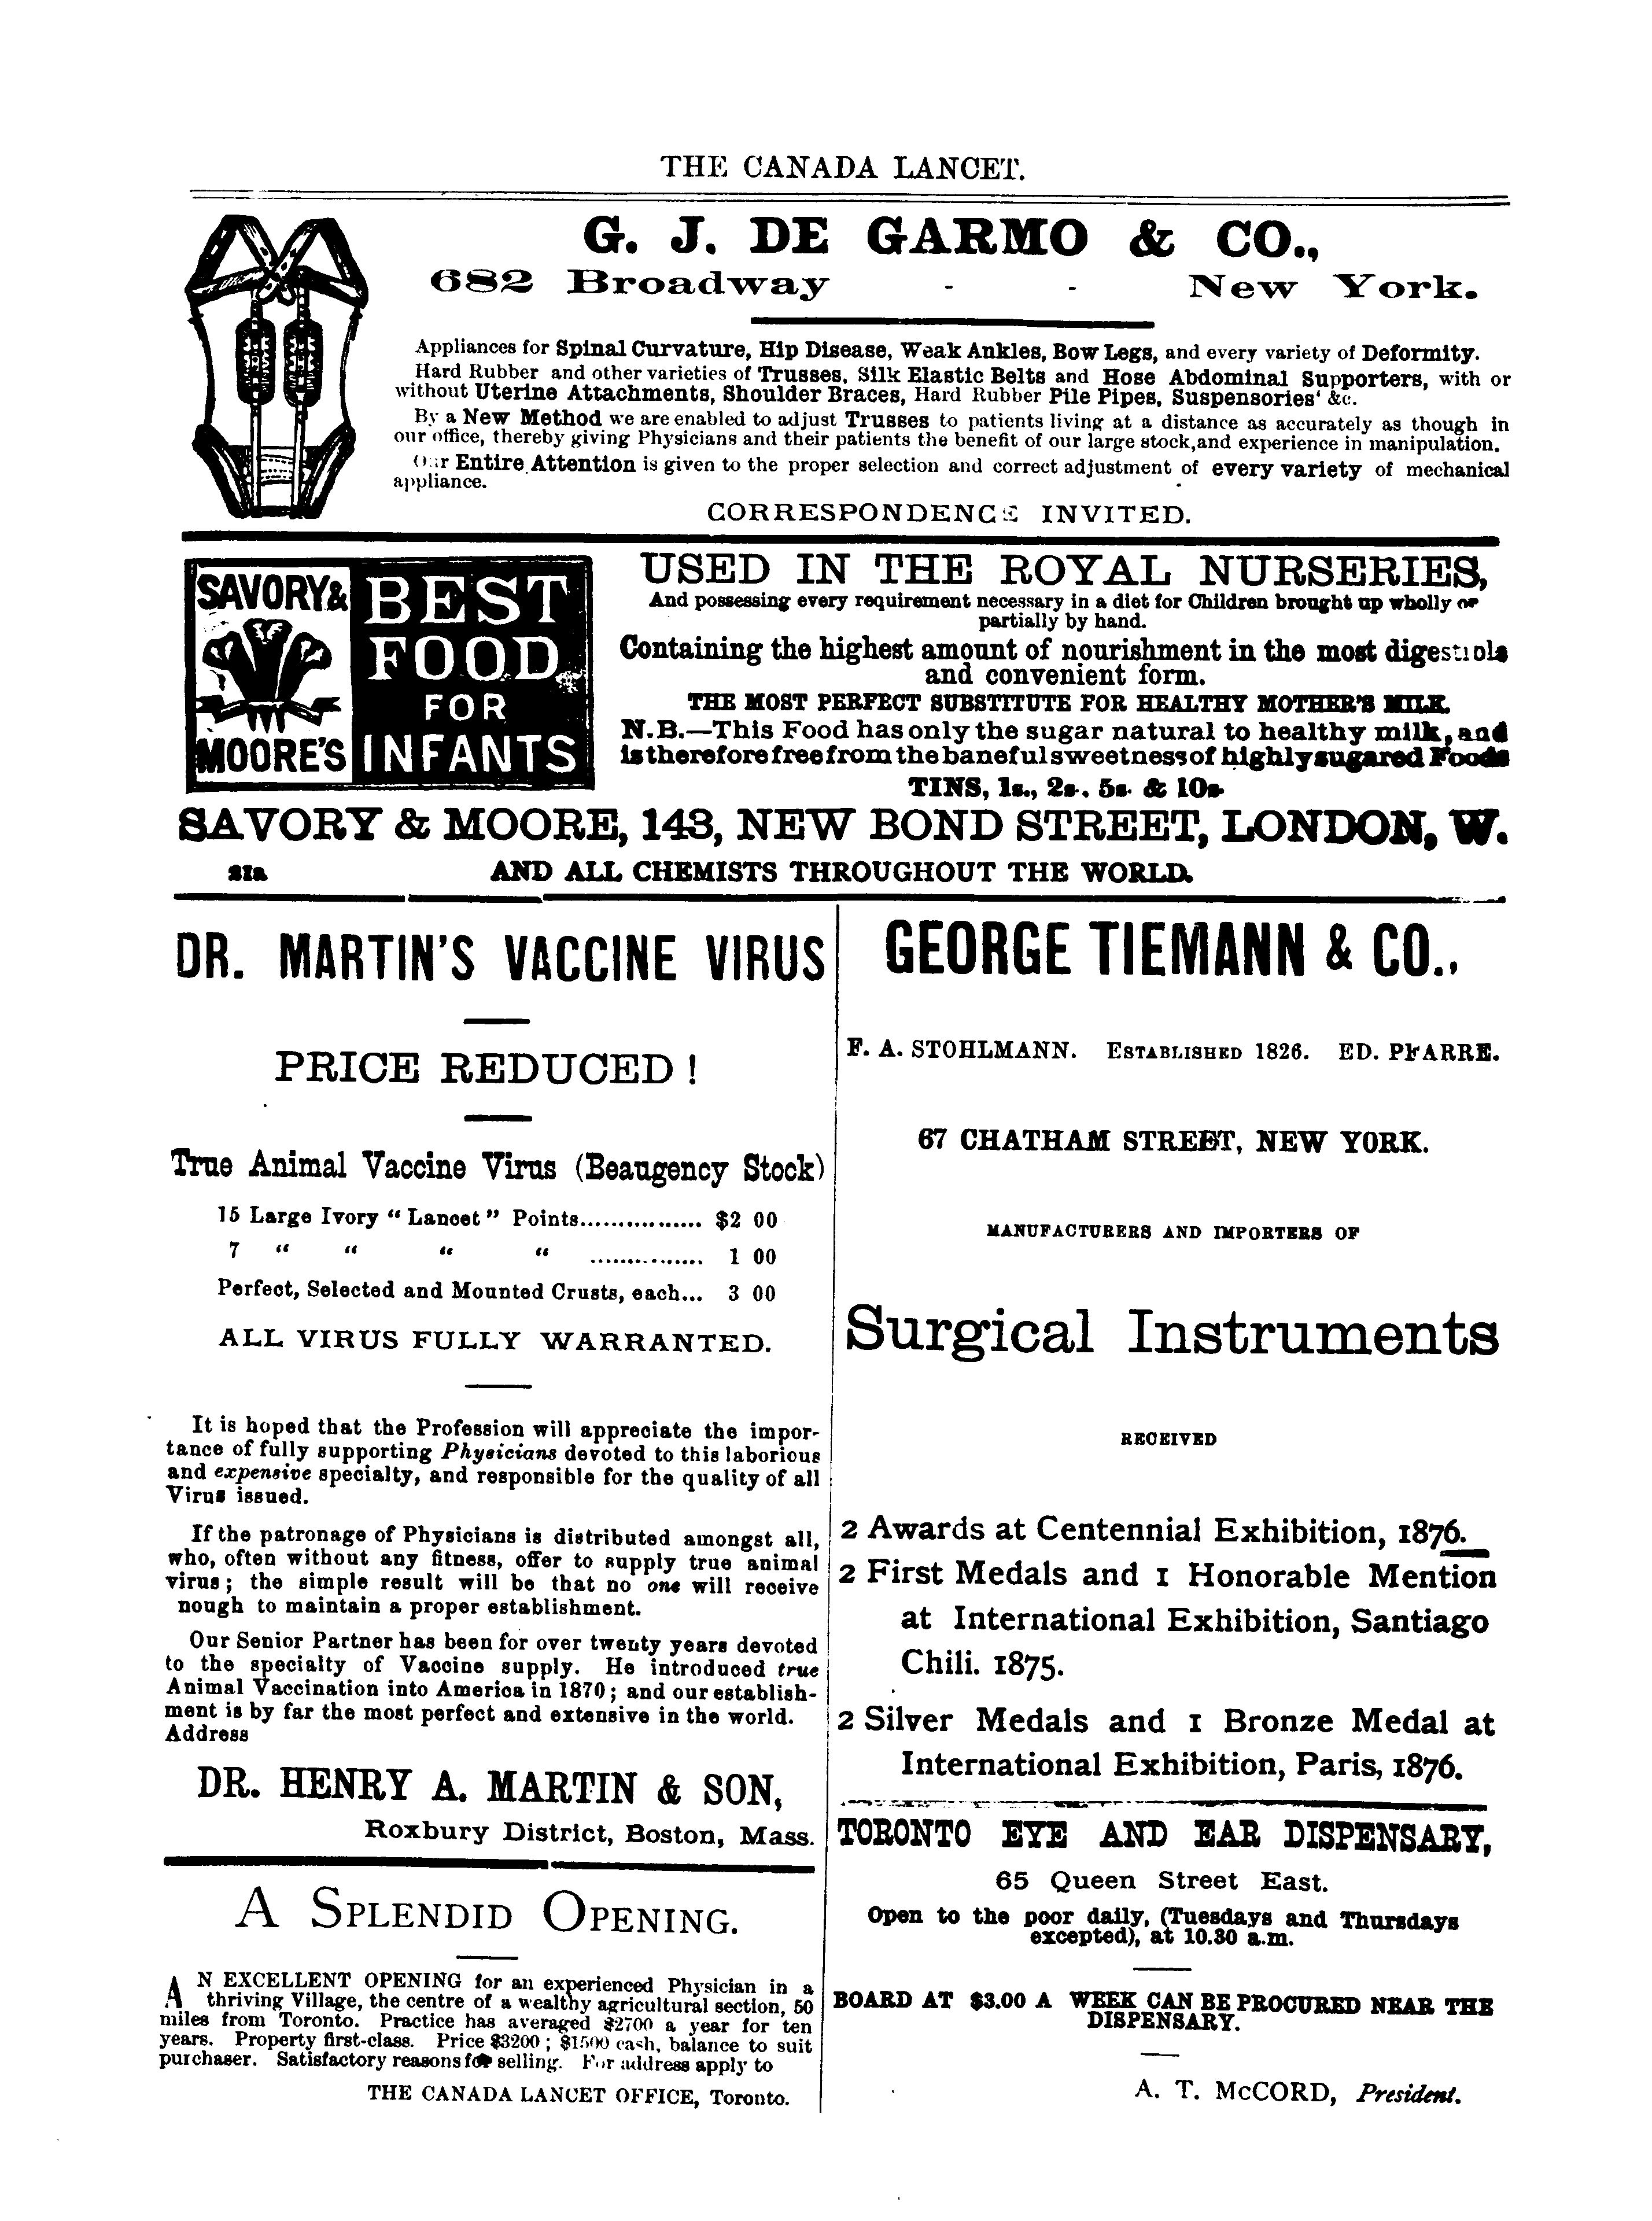 THE CANADA LANCET.
G. J. DE GARMO & CO.,
682 Broadway - - New York.
Appliances for Spinal Curvature, Hip Disease, Weak Ankles, Bow Legs, and every variety of Deformity.
Hard Rubber and other varieties of Trusses, Silk Elastic Belts and Hose Abdominal Supporters, with or
without Uterine Attachments, Shoulder Braces, Hard Rubber Pile Pipes, Suspensories' &c.
By a New Method we are enabled to adjust Trusses to patients living at a distance as accurately as though in
our office, thereby giving Physicians and their patients the benefit of our large stock,and experience in manipulation.
Our Entire Attention is given to the proper selection and correct adjustment of every variety of mechanical
appliance.
CORRESPONDENCE INVITED.
SAVORY &
MOORE'S
BEST
FOOD
FOR
INFANTS
USED IN THE ROYAL NURSERIES,
And possessing every requirement necessary in a diet for Children brought up wholly or
partially by hand.
Containing the highest amount of nourishment in the most digestible
and convenient form.
THE MOST PERFECT SUBSTITUTE FOR HEALTHY MOTHER'S MILK.
N.B.—This Food has only the sugar natural to healthy milk, and
is therefore free from the baneful sweetness of highly sugared Foods
TINS, 1s., 2s. 5s. & 10s.
SAVORY & MOORE, 143, NEW BOND STREET, LONDON, W.
21a AND ALL CHEMISTS THROUGHOUT THE WORLD.
DR. MARTIN'S VACCINE VIRUS
PRICE REDUCED !
True Animal Vaccine Virus (Beaugency Stock)
15 Large Ivory "Lancet" Points................ $2 00
7 " " " " ............... 1 00
Perfect, Selected and Mounted Crusts, each... 3 00
ALL VIRUS FULLY WARRANTED.
It is hoped that the Profession will appreciate the impor-
tance of fully supporting Physicians devoted to this laborious
and expensive specialty, and responsible for the quality of all
Virus issued.
If the patronage of Physicians is distributed amongst all,
who, often without any fitness, offer to supply true animal
virus; the simple result will be that no one will receive
nough to maintain a proper establishment.
Our Senior Partner has been for over twenty years devoted
to the specialty of Vaccine supply. He introduced true
Animal Vaccination into America in 1870; and our establish-
ment is by far the most perfect and extensive in the world.
Address
DR. HENRY A. MARTIN & SON,
Roxbury District, Boston, Mass.
A SPLENDID OPENING.
AN EXCELLENT OPENING for an experienced Physician in a
thriving Village, the centre of a wealthy agricultural section, 50
miles from Toronto. Practice has averaged $2700 a year for ten
years. Property first-class. Price $3200; $1500 cash, balance to suit
purchaser. Satisfactory reasons for selling. For address apply to
THE CANADA LANCET OFFICE, Toronto.
GEORGE TIEMANN & CO.,
F. A. STOHLMANN. ESTABLISHED 1826. ED. PFARRE.
67 CHATHAM STREET, NEW YORK.
MANUFACTURERS AND IMPORTERS OF
Surgical Instruments
RECEIVED
2 Awards at Centennial Exhibition, 1876.
2 First Medals and 1 Honorable Mention
at International Exhibition, Santiago
Chili. 1875.
2 Silver Medals and 1 Bronze Medal at
International Exhibition, Paris, 1876.
TORONTO EYE AND EAR DISPENSARY,
65 Queen Street East.
Open to the poor daily, (Tuesdays and Thursdays
excepted), at 10.30 a.m.
BOARD AT $3.00 A WEEK CAN BE PROCURED NEAR THE
DISPENSARY.
A. T. McCORD, President.